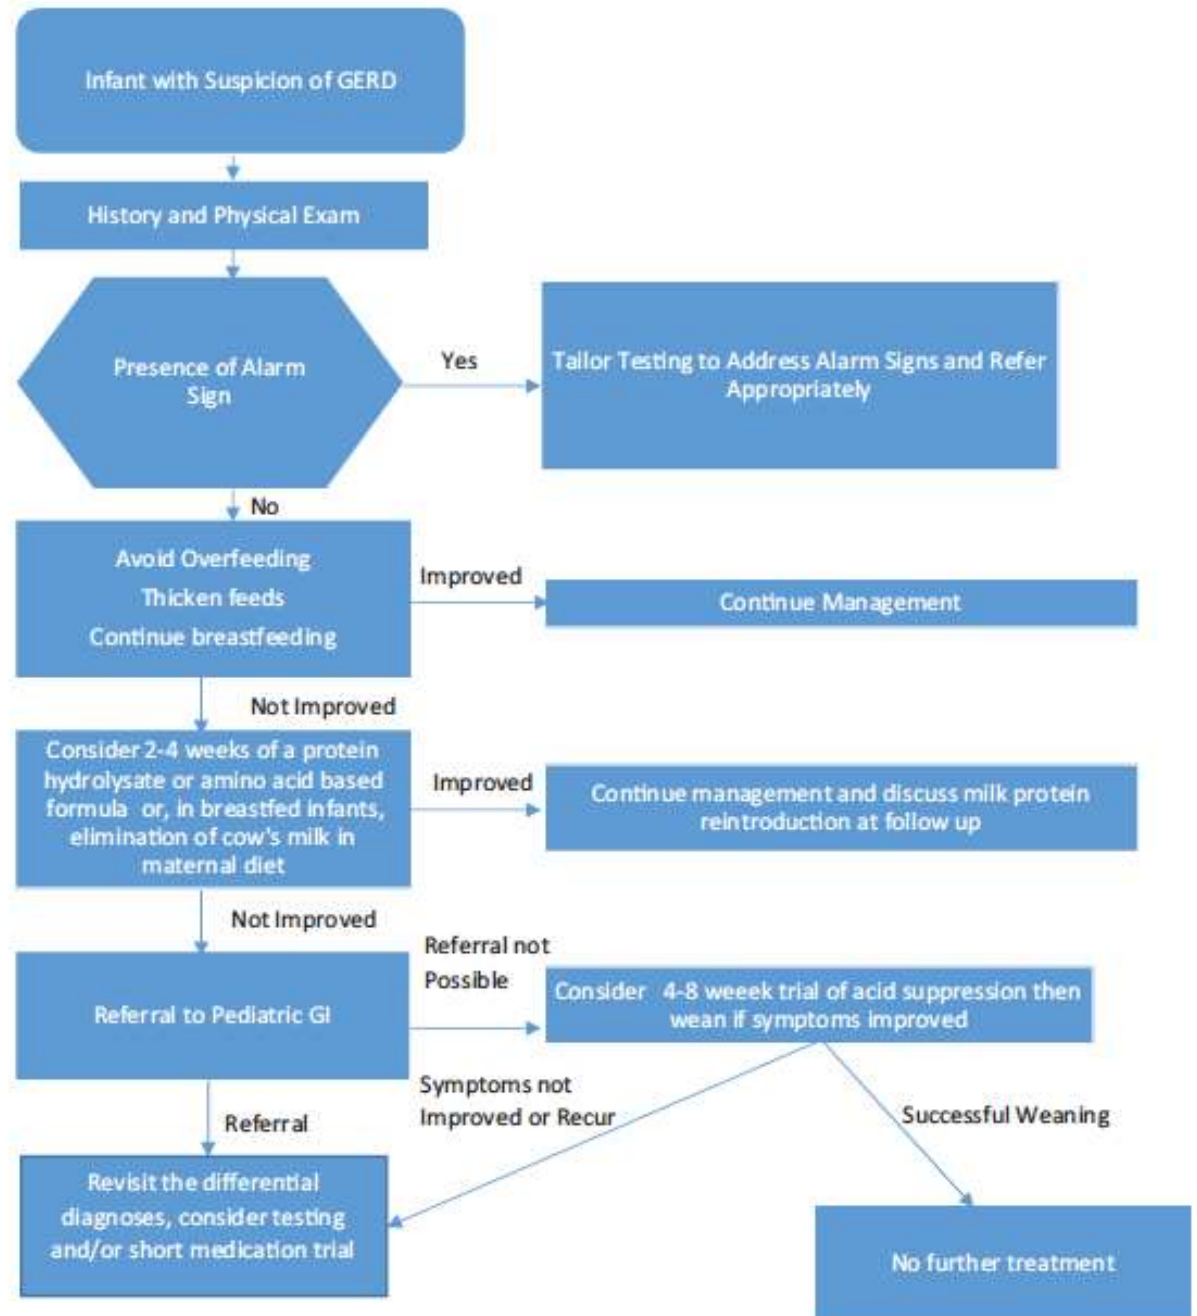 Infant with Suspicion of GERD
History and Physical Exam
Presence of Alarm
Sign
Yes
Tailor Testing to Address Alarm Signs and Refer
Appropriately
No
Avoid Overfeeding
Thicken feeds
Continue breastfeeding
Improved
Continue Management
Not Improved
Consider 2-4 weeks of a protein
hydrolysate or amino acid based
formula or, in breastfed infants,
elimination of cow's milk in
maternal diet
Improved
Continue management and discuss milk protein
reintroduction at follow up
Not Improved
Referral to Pediatric GI
Referral not
Possible
Consider 4-8 weeek trial of acid suppression then
wean if symptoms improved
Symptoms not
Improved or Recur
Successful Weaning
Referral
Revisit the differential
diagnoses, consider testing
and/or short medication trial
No further treatment